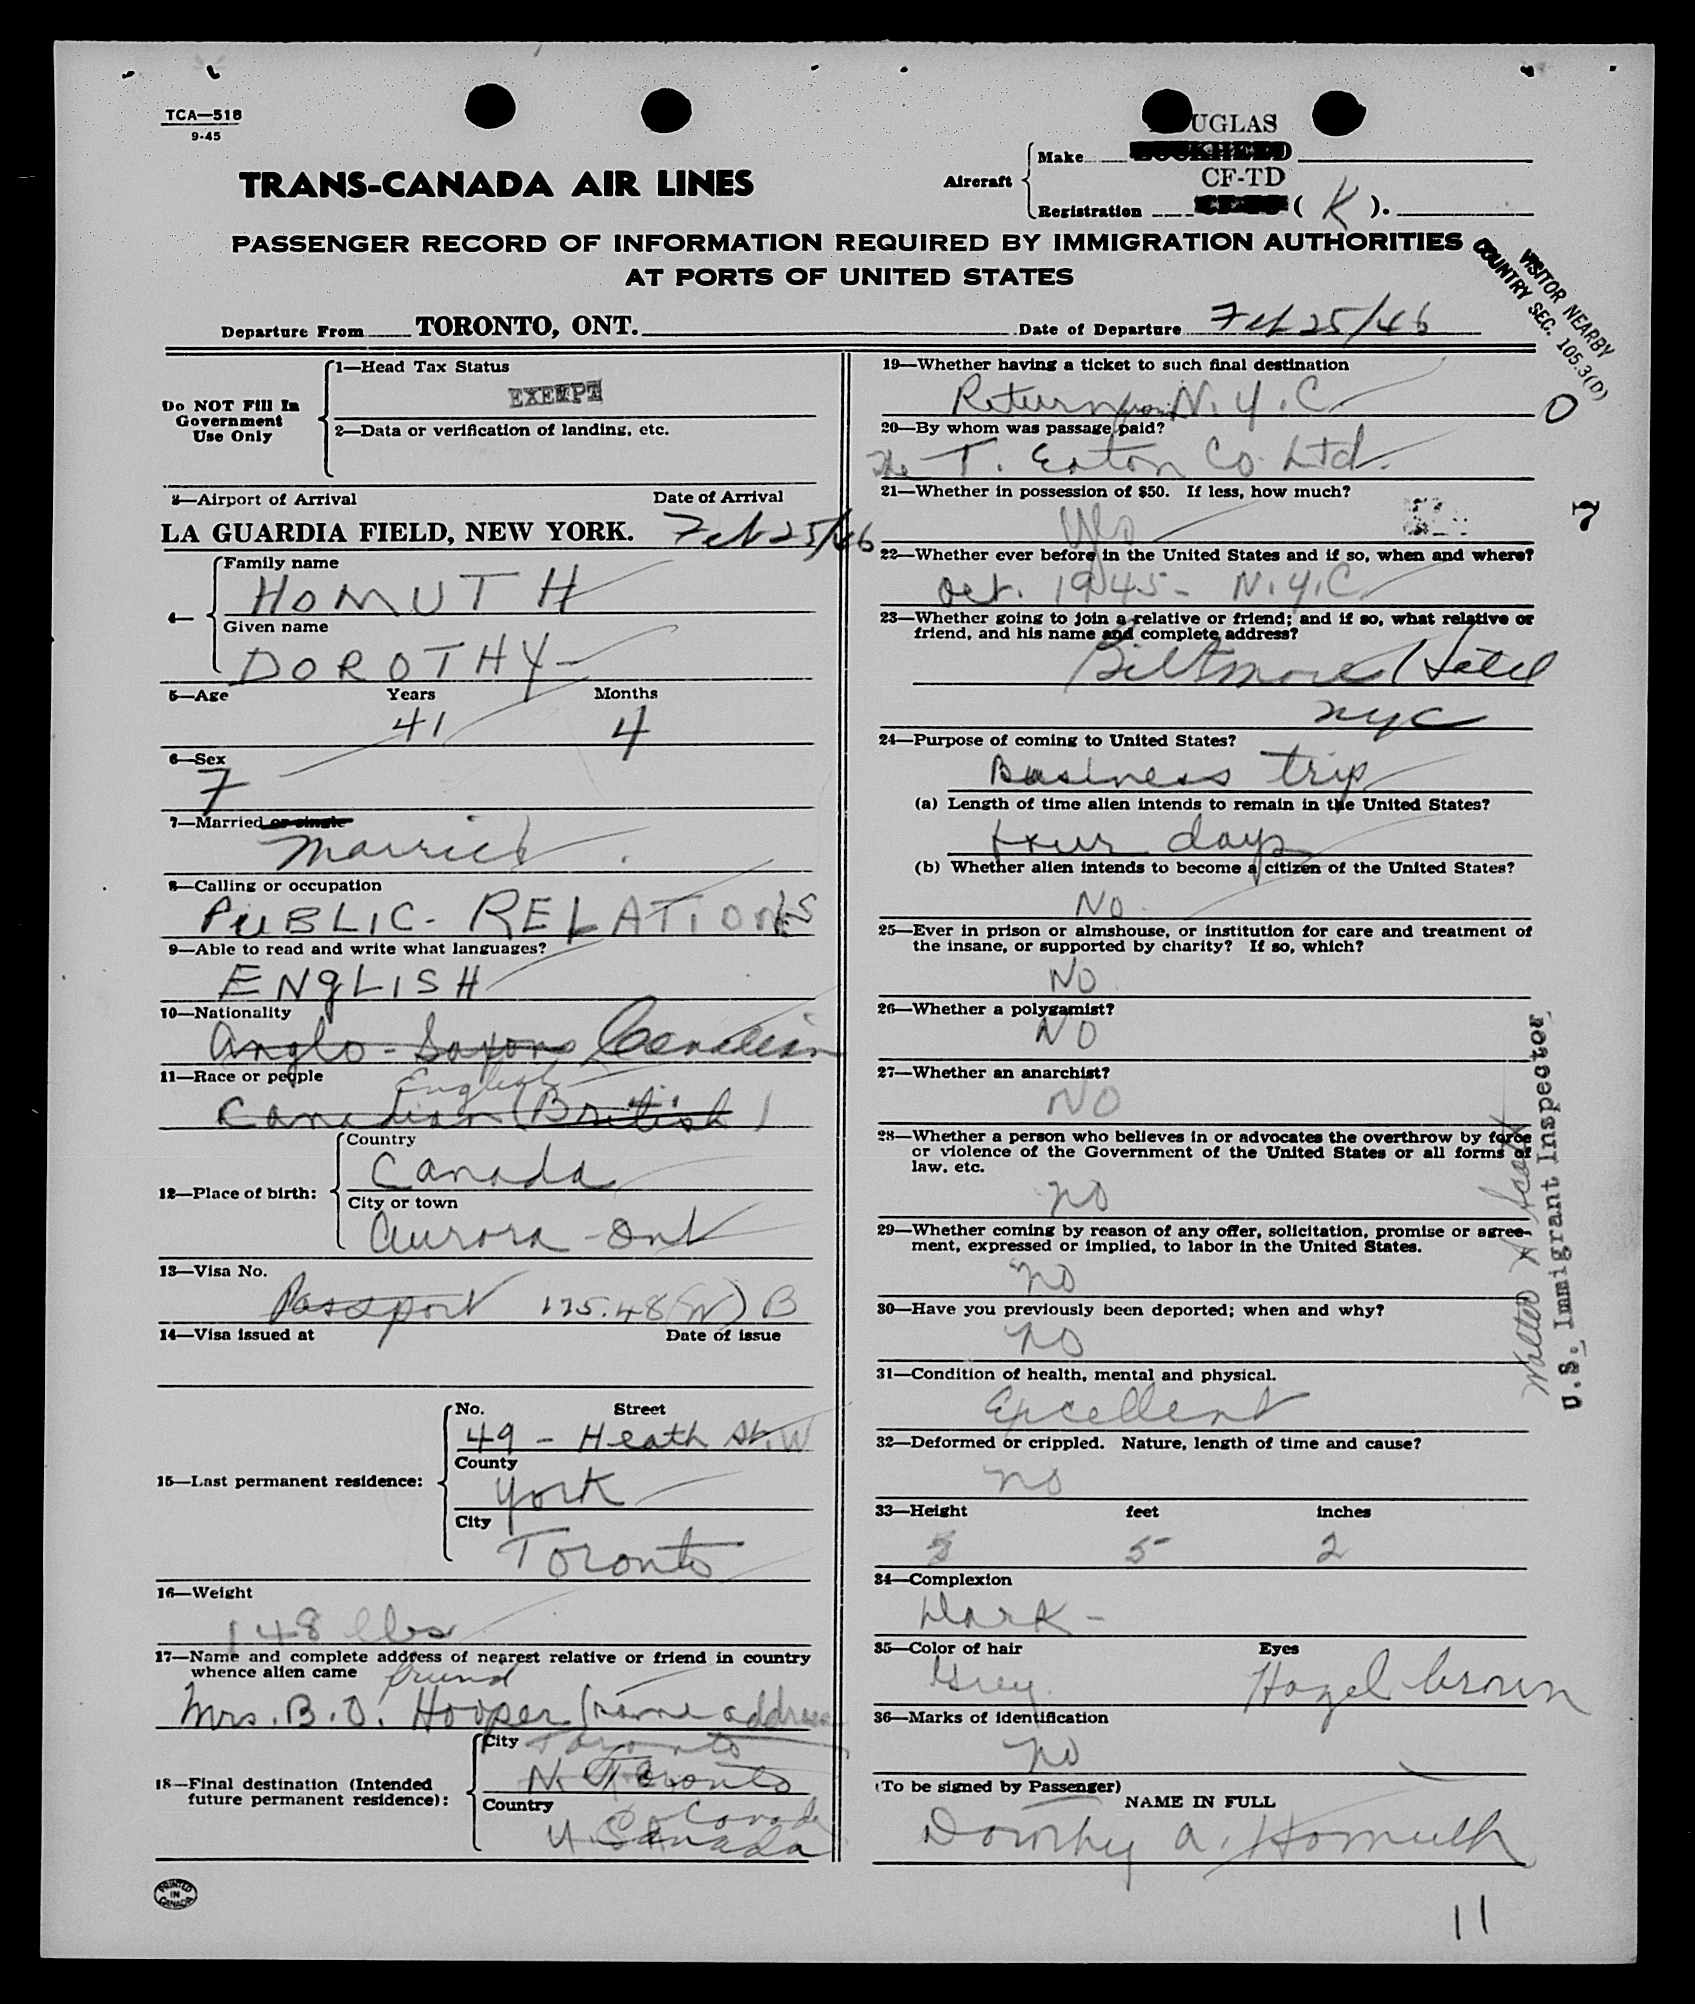 TCA—518
9-45
TRANS-CANADA AIR LINES
Aircraft
UGLAS
Make
LOCKHEED
CF-TD
Registration ( K ).
PASSENGER RECORD OF INFORMATION REQUIRED BY IMMIGRATION AUTHORITIES
AT PORTS OF UNITED STATES
VISITOR NEARBY
COUNTRY SEC. 105.3(D)
Departure From TORONTO, ONT. Date of Departure Feb 25/46
Do NOT Fill In
Government
Use Only
1—Head Tax Status
EXEMPT
2—Data or verification of landing, etc.
3—Airport of Arrival Date of Arrival
LA GUARDIA FIELD, NEW YORK. Feb 25/46
4—
Family name
HOMUTH
Given name
DOROTHY
5—Age Years Months
41 4
6—Sex
F
7—Married or single
Married
8—Calling or occupation
PUBLIC - RELATIONS
9—Able to read and write what languages?
ENgLISH
10—Nationality
Anglo-Saxon Canadian
11—Race or people
English
Canadian (British)
12—Place of birth:
Country
Canada
City or town
Aurora - Ont
13—Visa No.
Passport 175.48(W) B
14—Visa issued at Date of issue
15—Last permanent residence:
No. Street
49 - Heath St. W
County
York
City
Toronto
16—Weight
148 lbs
17—Name and complete address of nearest relative or friend in country
whence alien came
friend
Mrs. B. O. Hooper (same address
18—Final destination (Intended
future permanent residence):
City Toronto
N. Toronto
Country
Canada
Canada
PRINTED
IN
CANADA
19—Whether having a ticket to such final destination
Return from N.Y.C.
20—By whom was passage paid?
The T. Eaton Co. Ltd.
21—Whether in possession of $50. If less, how much?
Yes
22—Whether ever before in the United States and if so, when and where?
Oct. 1945 - N.Y.C.
23—Whether going to join a relative or friend; and if so, what relative or
friend, and his name and complete address?
Biltmore Hotel
nyc
24—Purpose of coming to United States?
Business trip
(a) Length of time alien intends to remain in the United States?
four days
(b) Whether alien intends to become a citizen of the United States?
No
25—Ever in prison or almshouse, or institution for care and treatment of
the insane, or supported by charity? If so, which?
NO
26—Whether a polygamist?
NO
27—Whether an anarchist?
NO
28—Whether a person who believes in or advocates the overthrow by force
or violence of the Government of the United States or all forms of
law, etc.
no
29—Whether coming by reason of any offer, solicitation, promise or agree-
ment, expressed or implied, to labor in the United States.
no
30—Have you previously been deported; when and why?
no
31—Condition of health, mental and physical.
Excellent
32—Deformed or crippled. Nature, length of time and cause?
no
33—Height feet inches
5 2
34—Complexion
Dark -
35—Color of hair Eyes
Grey Hazel brown
36—Marks of identification
no
(To be signed by Passenger)
NAME IN FULL
Dorothy A. Homuth
0
7
Walter A
U.S. Immigrant Inspector
11